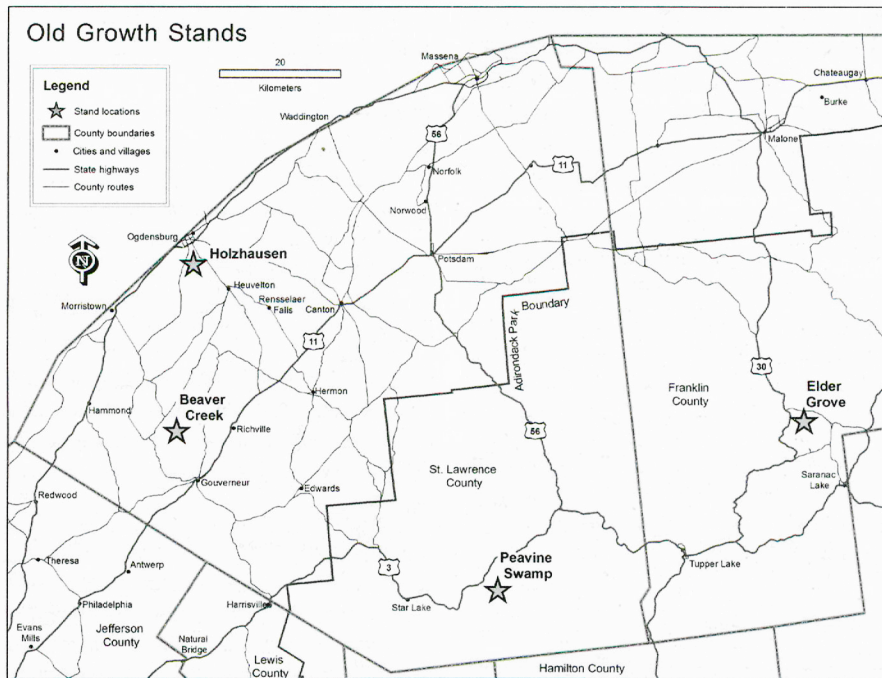 Old Growth Stands
20
Kilometers
Legend
Stand locations
County boundaries
Cities and villages
State highways
County routes
N
Massena
Chateaugay
Burke
Waddington
56
Malone
Norfolk
11
Norwood
Ogdensburg
Holzhausen
Potsdam
Heuvelton
Rensselaer
Falls
Morristown
Canton
Boundary
Adirondack Park
11
30
Hermon
Franklin
County
Elder
Grove
Beaver
Creek
Hammond
Richville
56
St. Lawrence
County
Gouverneur
Edwards
Saranac
Lake
Redwood
Theresa
Antwerp
3
Peavine
Swamp
Tupper Lake
Star Lake
Philadelphia
Harrisville
Evans
Mills
Jefferson
County
Natural
Bridge
Lewis
County
Hamilton County